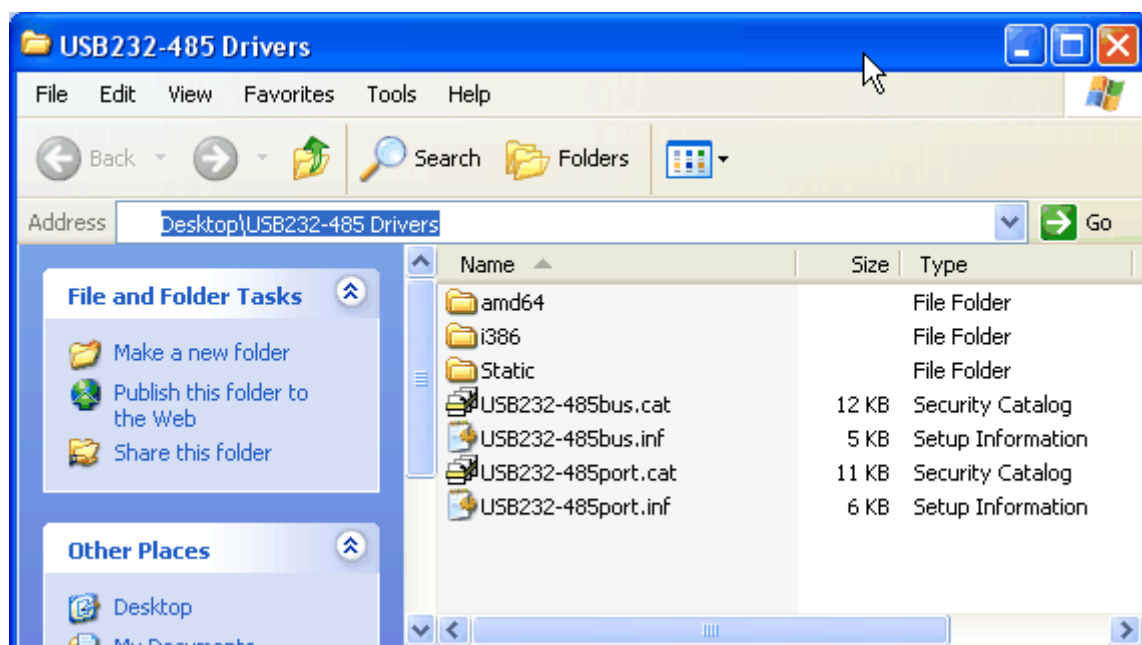 USB232-485 Drivers
File Edit View Favorites Tools Help
Back Search Folders
Address Desktop\USB232-485 Drivers Go
Name Size Type
File and Folder Tasks
Make a new folder
Publish this folder to
the Web
Share this folder
Other Places
Desktop
My Documents
amd64 File Folder
i386 File Folder
Static File Folder
USB232-485bus.cat 12 KB Security Catalog
USB232-485bus.inf 5 KB Setup Information
USB232-485port.cat 11 KB Security Catalog
USB232-485port.inf 6 KB Setup Information